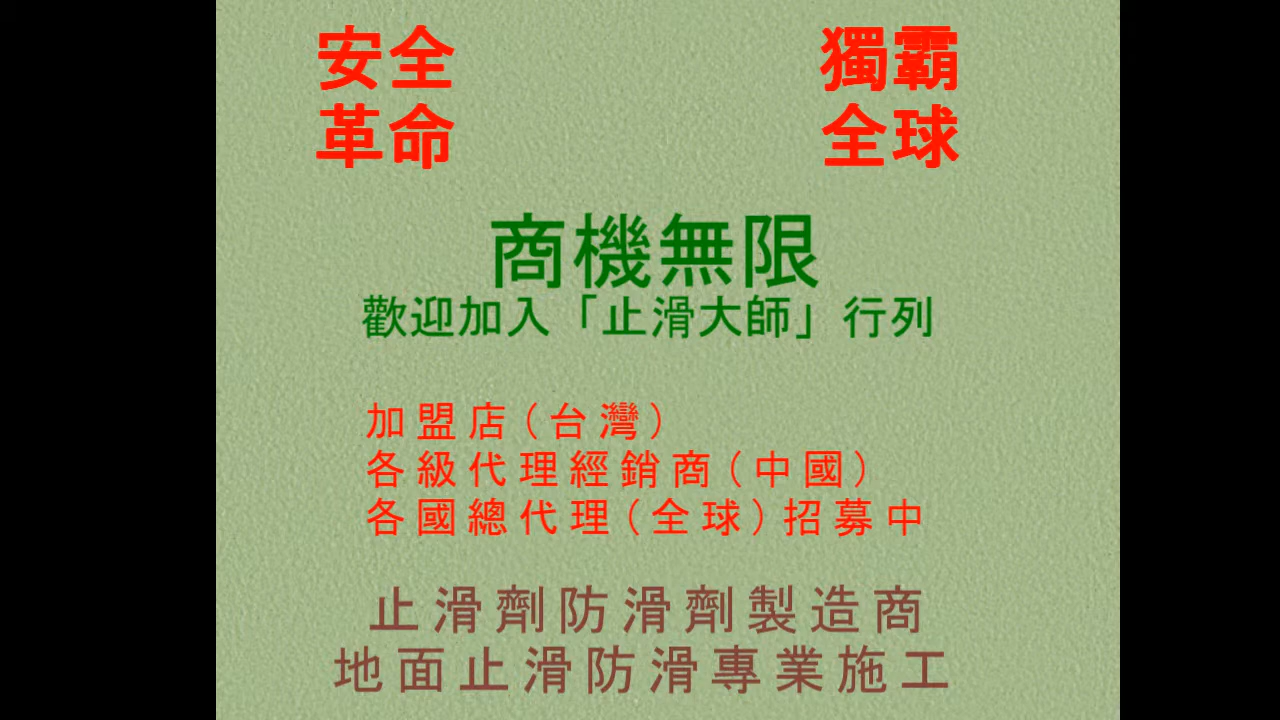 安全 獨霸
革命 全球
商機無限
歡迎加入「止滑大師」行列
加盟店(台灣)
各級代理經銷商(中國)
各國總代理(全球)招募中
止滑劑防滑劑製造商
地面止滑防滑專業施工